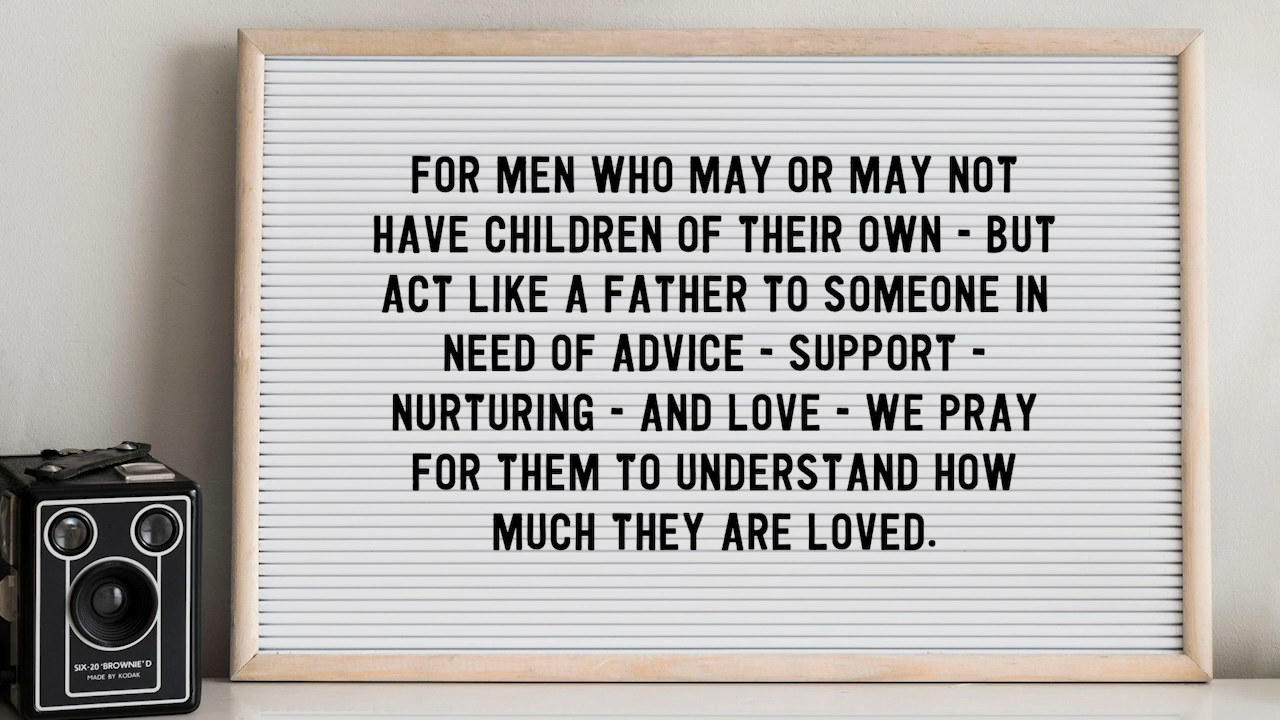 FOR MEN WHO MAY OR MAY NOT
HAVE CHILDREN OF THEIR OWN - BUT
ACT LIKE A FATHER TO SOMEONE IN
NEED OF ADVICE - SUPPORT -
NURTURING - AND LOVE - WE PRAY
FOR THEM TO UNDERSTAND HOW
MUCH THEY ARE LOVED.
SIX-20 'BROWNIE' D
MADE BY KODAK